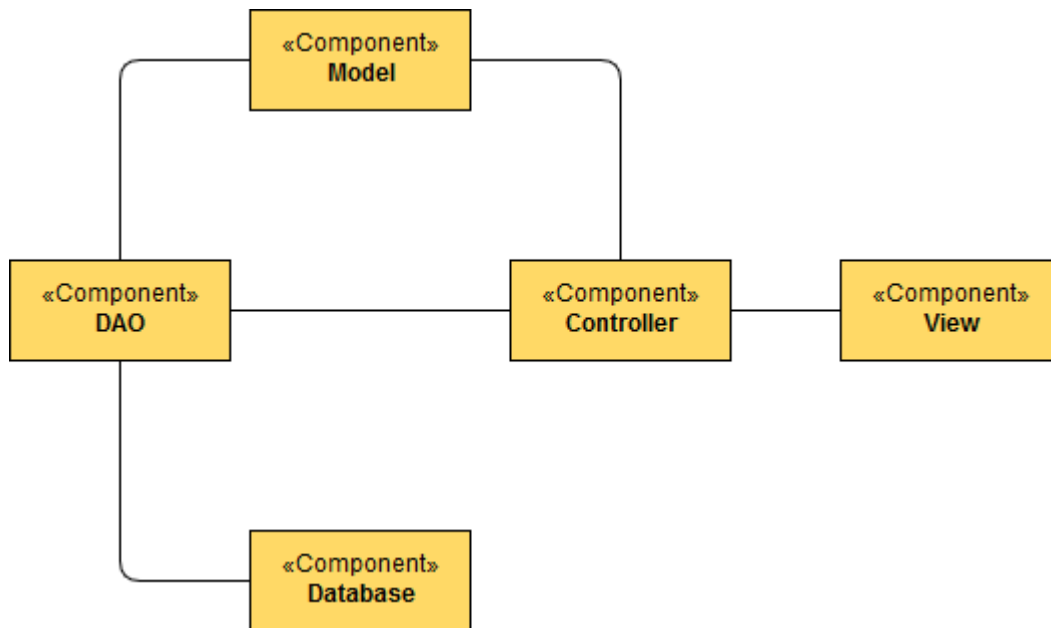 «Component»
Model
«Component»
DAO
«Component»
Controller
«Component»
View
«Component»
Database